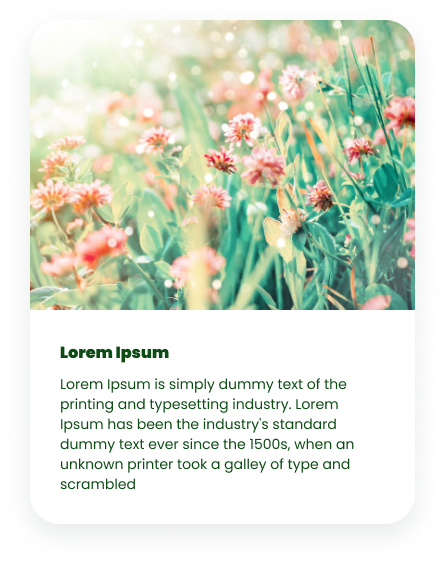 Lorem Ipsum
Lorem Ipsum is simply dummy text of the
printing and typesetting industry. Lorem
Ipsum has been the industry's standard
dummy text ever since the 1500s, when an
unknown printer took a galley of type and
scrambled